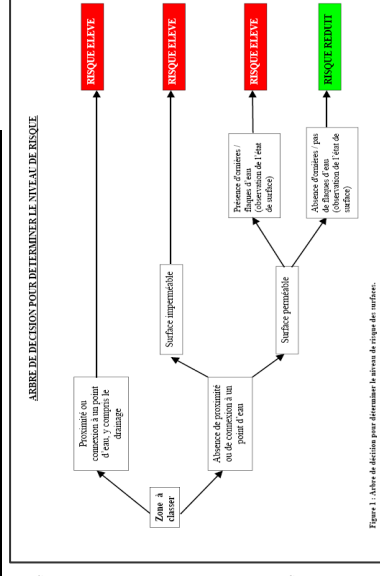 ARBRE DE DECISION POUR DETERMINER LE NIVEAU DE RISQUE
Zone à
classer
Proximité ou
connexion à un point
d'eau, y compris le
drainage
RISQUE ELEVE
Absence de proximité
ou de connexion à un
point d'eau
Surface imperméable
RISQUE ELEVE
Surface perméable
Présence d'ornières /
flaques d'eau
(observation de l'état
de surface)
RISQUE ELEVE
Absence d'ornières / pas
de flaques d'eau
(observation de l'état de
surface)
RISQUE REDUIT
Figure 1 : Arbre de décision pour déterminer le niveau de risque des surfaces.